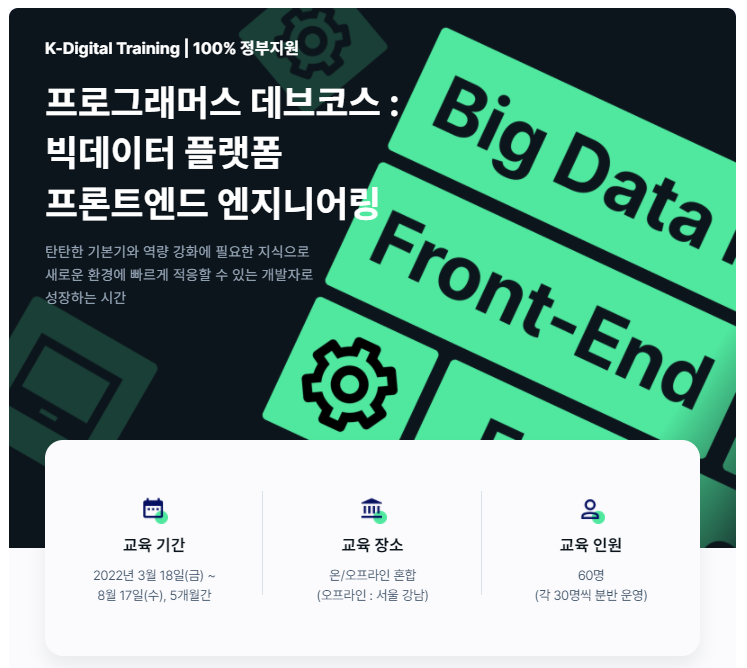 K-Digital Training | 100% 정부지원
프로그래머스 데브코스 :
빅데이터 플랫폼
프론트엔드 엔지니어링
탄탄한 기본기와 역량 강화에 필요한 지식으로
새로운 환경에 빠르게 적응할 수 있는 개발자로
성장하는 시간
Big Data
Front-End
교육 기간
2022년 3월 18일(금) ~
8월 17일(수), 5개월간
교육 장소
온/오프라인 혼합
(오프라인 : 서울 강남)
교육 인원
60명
(각 30명씩 분반 운영)